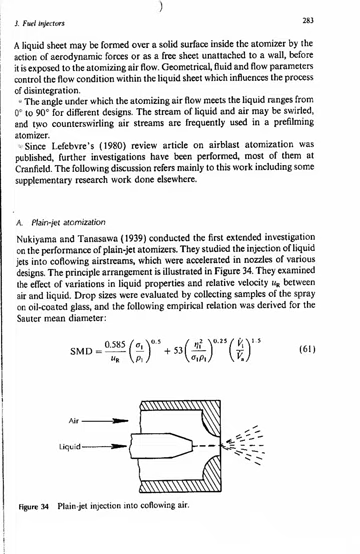 J. Fuel injectors
283
A liquid sheet may be formed over a solid surface inside the atomizer by the
action of aerodynamic forces or as a free sheet unattached to a wall, before
it is exposed to the atomizing air flow. Geometrical, fluid and flow parameters
control the flow condition within the liquid sheet which influences the process
of disintegration.
The angle under which the atomizing air flow meets the liquid ranges from
0° to 90° for different designs. The stream of liquid and air may be swirled,
and two counterswirling air streams are frequently used in a prefilming
atomizer.
Since Lefebvre's (1980) review article on airblast atomization was
published, further investigations have been performed, most of them at
Cranfield. The following discussion refers mainly to this work including some
supplementary research work done elsewhere.
A. Plain-jet atomization
Nukiyama and Tanasawa (1939) conducted the first extended investigation
on the performance of plain-jet atomizers. They studied the injection of liquid
jets into coflowing airstreams, which were accelerated in nozzles of various
designs. The principle arrangement is illustrated in Figure 34. They examined
the effect of variations in liquid properties and relative velocity u_R between
air and liquid. Drop sizes were evaluated by collecting samples of the spray
on oil-coated glass, and the following empirical relation was derived for the
Sauter mean diameter:
SMD = 0.585/u_R (σ_l/ρ_l)^0.5 + 53 (η_l^2/σ_l ρ_l)^0.25 (V̇_l/V̇_a)^1.5 (61)
Air
Liquid
Figure 34 Plain-jet injection into coflowing air.